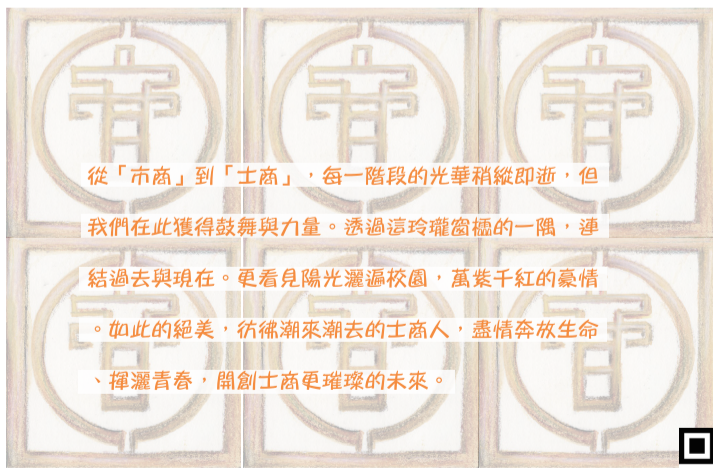 從「市商」到「士商」，每一階段的光華稍縱即逝，但
我們在此獲得鼓舞與力量。透過這玲瓏窗櫺的一隅，連
結過去與現在。更看見陽光灑遍校園，萬紫千紅的豪情
。如此的絕美，彷彿潮來潮去的士商人，盡情奔放生命
、揮灑青春，開創士商更璀璨的未來。